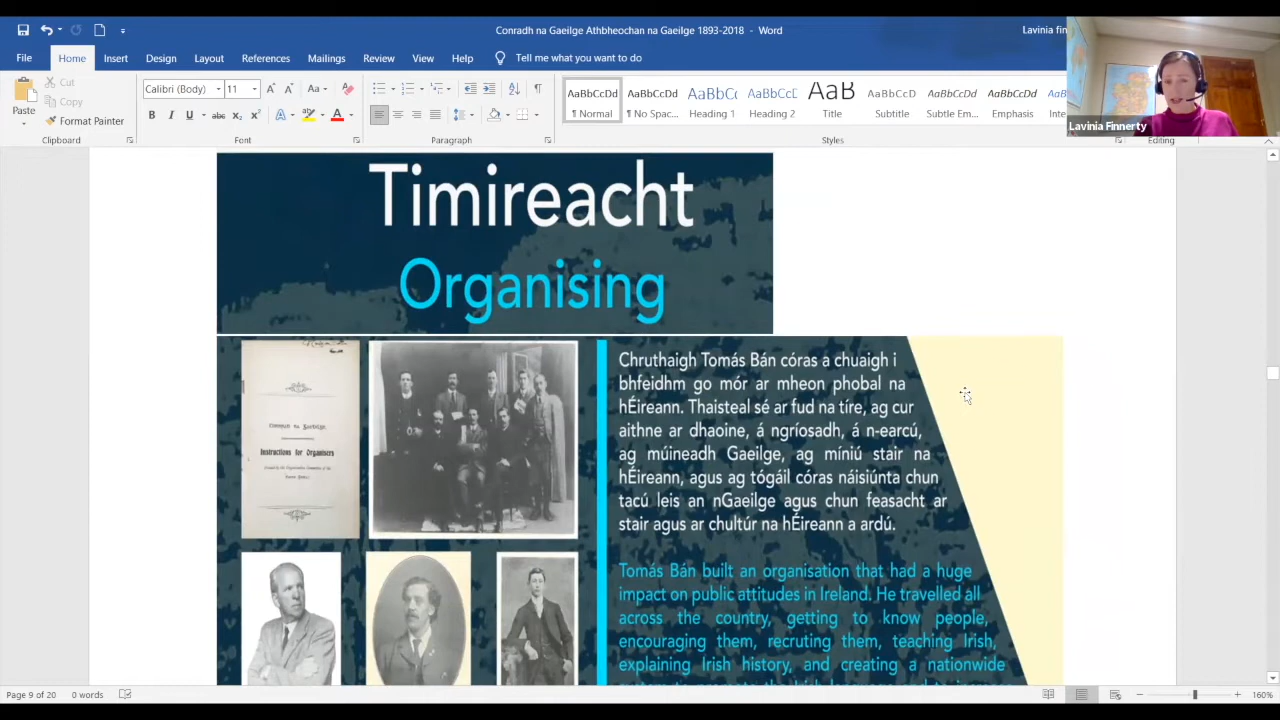 Conradh na Gaeilge Athbheochan na Gaeilge 1893-2018 - Word
Lavinia fin
File Home Insert Design Layout References Mailings Review View Help Tell me what you want to do
Paste
Cut
Copy
Format Painter
Calibri (Body) 11
AaBbCcDd AaBbCcDd AaBbCc AaBbCcD AaB AaBbCcD AaBbCcDd AaBbCcDd
¶ Normal ¶ No Spac... Heading 1 Heading 2 Title Subtitle Subtle Em... Emphasis
Clipboard Font Paragraph Styles Editing
Lavinia Finnerty
Timireacht
Organising
Instructions for Organisers
Chruthaigh Tomás Bán córas a chuaigh i
bhfeidhm go mór ar mheon phobal na
hÉireann. Thaisteal sé ar fud na tíre, ag cur
aithne ar dhaoine, á ngríosadh, á n-earcú,
ag múineadh Gaeilge, ag míniú stair na
hÉireann, agus ag tógáil córas náisiúnta chun
tacú leis an nGaeilge agus chun feasacht ar
stair agus ar chultúr na hÉireann a ardú.
Tomás Bán built an organisation that had a huge
impact on public attitudes in Ireland. He travelled all
across the country, getting to know people,
encouraging them, recruiting them, teaching Irish,
explaining Irish history, and creating a nationwide
Page 9 of 20 0 words
160%